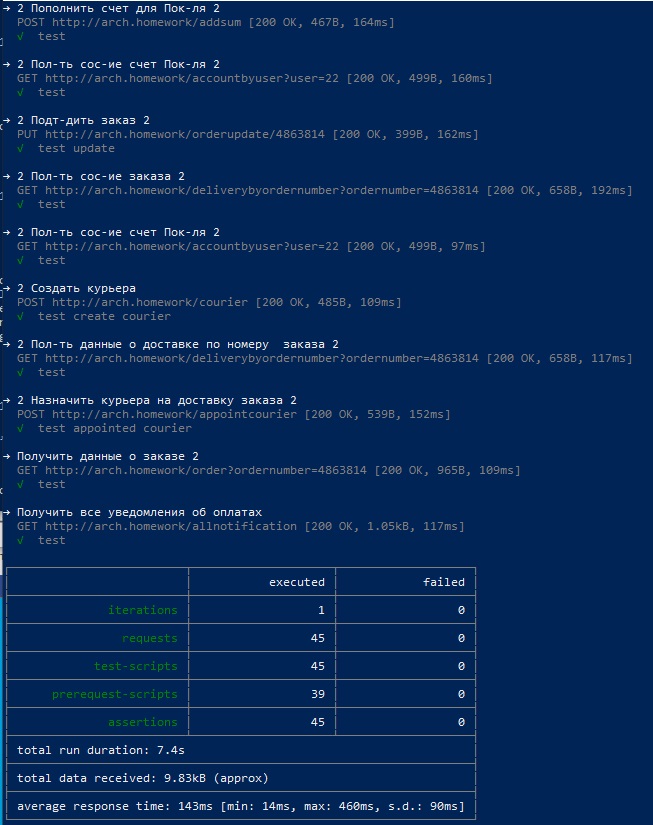 → 2 Пополнить счет для Пок-ля 2
POST http://arch.homework/addsum [200 OK, 467B, 164ms]
√ test
→ 2 Пол-ть сос-ие счет Пок-ля 2
GET http://arch.homework/accountbyuser?user=22 [200 OK, 499B, 160ms]
√ test
→ 2 Подт-дить заказ 2
PUT http://arch.homework/orderupdate/4863814 [200 OK, 399B, 162ms]
√ test update
→ 2 Пол-ть сос-ие заказа 2
GET http://arch.homework/deliverybyordernumber?ordernumber=4863814 [200 OK, 658B, 192ms]
√ test
→ 2 Пол-ть сос-ие счет Пок-ля 2
GET http://arch.homework/accountbyuser?user=22 [200 OK, 499B, 97ms]
√ test
→ 2 Создать курьера
POST http://arch.homework/courier [200 OK, 485B, 109ms]
√ test create courier
→ 2 Пол-ть данные о доставке по номеру  заказа 2
GET http://arch.homework/deliverybyordernumber?ordernumber=4863814 [200 OK, 658B, 117ms]
√ test
→ 2 Назначить курьера на доставку заказа 2
POST http://arch.homework/appointcourier [200 OK, 539B, 152ms]
√ test appointed courier
→ Получить данные о заказе 2
GET http://arch.homework/order?ordernumber=4863814 [200 OK, 965B, 109ms]
√ test
→ Получить все уведомления об оплатах
GET http://arch.homework/allnotification [200 OK, 1.05kB, 117ms]
√ test
executed failed
iterations 1 0
requests 45 0
test-scripts 45 0
prerequest-scripts 39 0
assertions 45 0
total run duration: 7.4s
total data received: 9.83kB (approx)
average response time: 143ms [min: 14ms, max: 460ms, s.d.: 90ms]